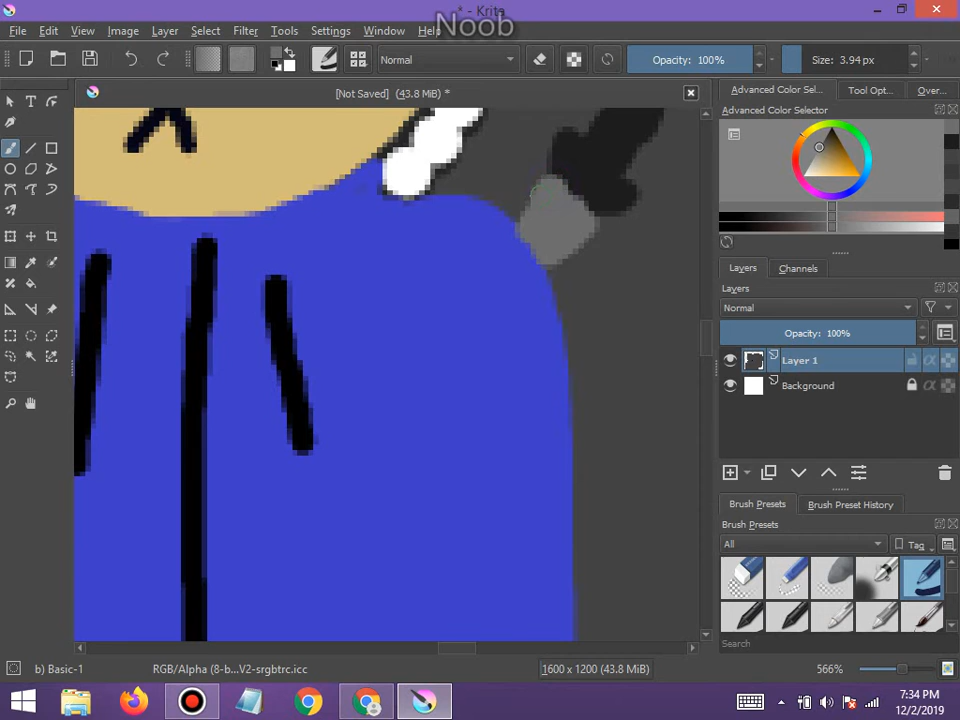 * - Krita
Noob
File Edit View Image Layer Select Filter Tools Settings Window Help
Normal Opacity: 100% Size: 3.94 px
[Not Saved] (43.8 MiB) *
Advanced Color Sel... Tool Opt... Over...
Advanced Color Selector
Layers Channels
Layers
Normal
Opacity: 100%
Layer 1
Background
Brush Presets Brush Preset History
Brush Presets
All Tag
Search
b) Basic-1 RGB/Alpha (8-b...V2-srgbtrc.icc 1600 x 1200 (43.8 MiB) 566%
7:34 PM
12/2/2019